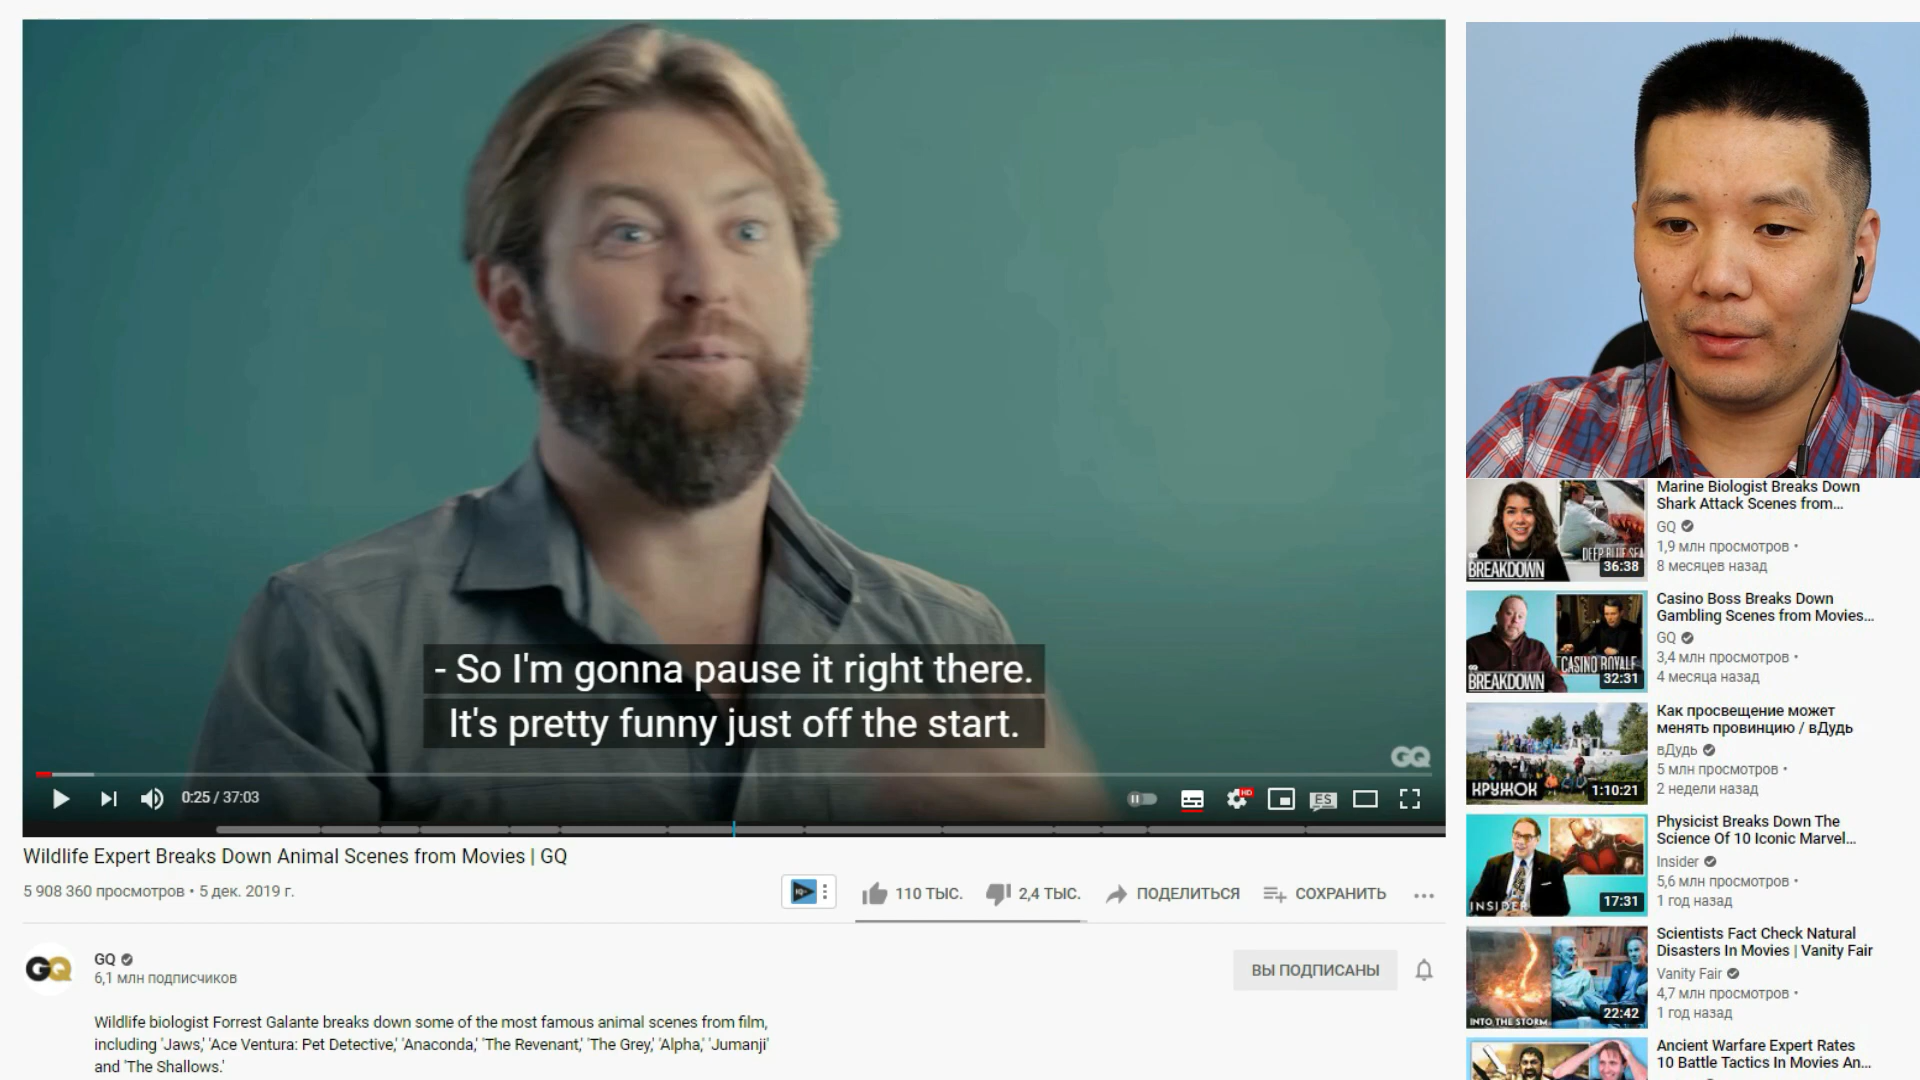 - So I'm gonna pause it right there.
It's pretty funny just off the start.
GQ
0:25 / 37:03
HD
ES
Wildlife Expert Breaks Down Animal Scenes from Movies | GQ
5 908 360 просмотров • 5 дек. 2019 г.
110 ТЫС.
2,4 ТЫС.
ПОДЕЛИТЬСЯ
СОХРАНИТЬ
GQ
GQ
6,1 млн подписчиков
ВЫ ПОДПИСАНЫ
Wildlife biologist Forrest Galante breaks down some of the most famous animal scenes from film,
including 'Jaws,' 'Ace Ventura: Pet Detective,' 'Anaconda,' 'The Revenant,' 'The Grey,' 'Alpha,' 'Jumanji'
and 'The Shallows.'
DEEP BLUE SEA
BREAKDOWN
36:38
Marine Biologist Breaks Down
Shark Attack Scenes from...
GQ
1,9 млн просмотров •
8 месяцев назад
CASINO ROYALE
BREAKDOWN
32:31
Casino Boss Breaks Down
Gambling Scenes from Movies...
GQ
3,4 млн просмотров •
4 месяца назад
КРУЖОК
1:10:21
Как просвещение может
менять провинцию / вДудь
вДудь
5 млн просмотров •
2 недели назад
INSIDER
17:31
Physicist Breaks Down The
Science Of 10 Iconic Marvel...
Insider
5,6 млн просмотров •
1 год назад
INTO THE STORM
22:42
Scientists Fact Check Natural
Disasters In Movies | Vanity Fair
Vanity Fair
4,7 млн просмотров •
1 год назад
Ancient Warfare Expert Rates
10 Battle Tactics In Movies An...